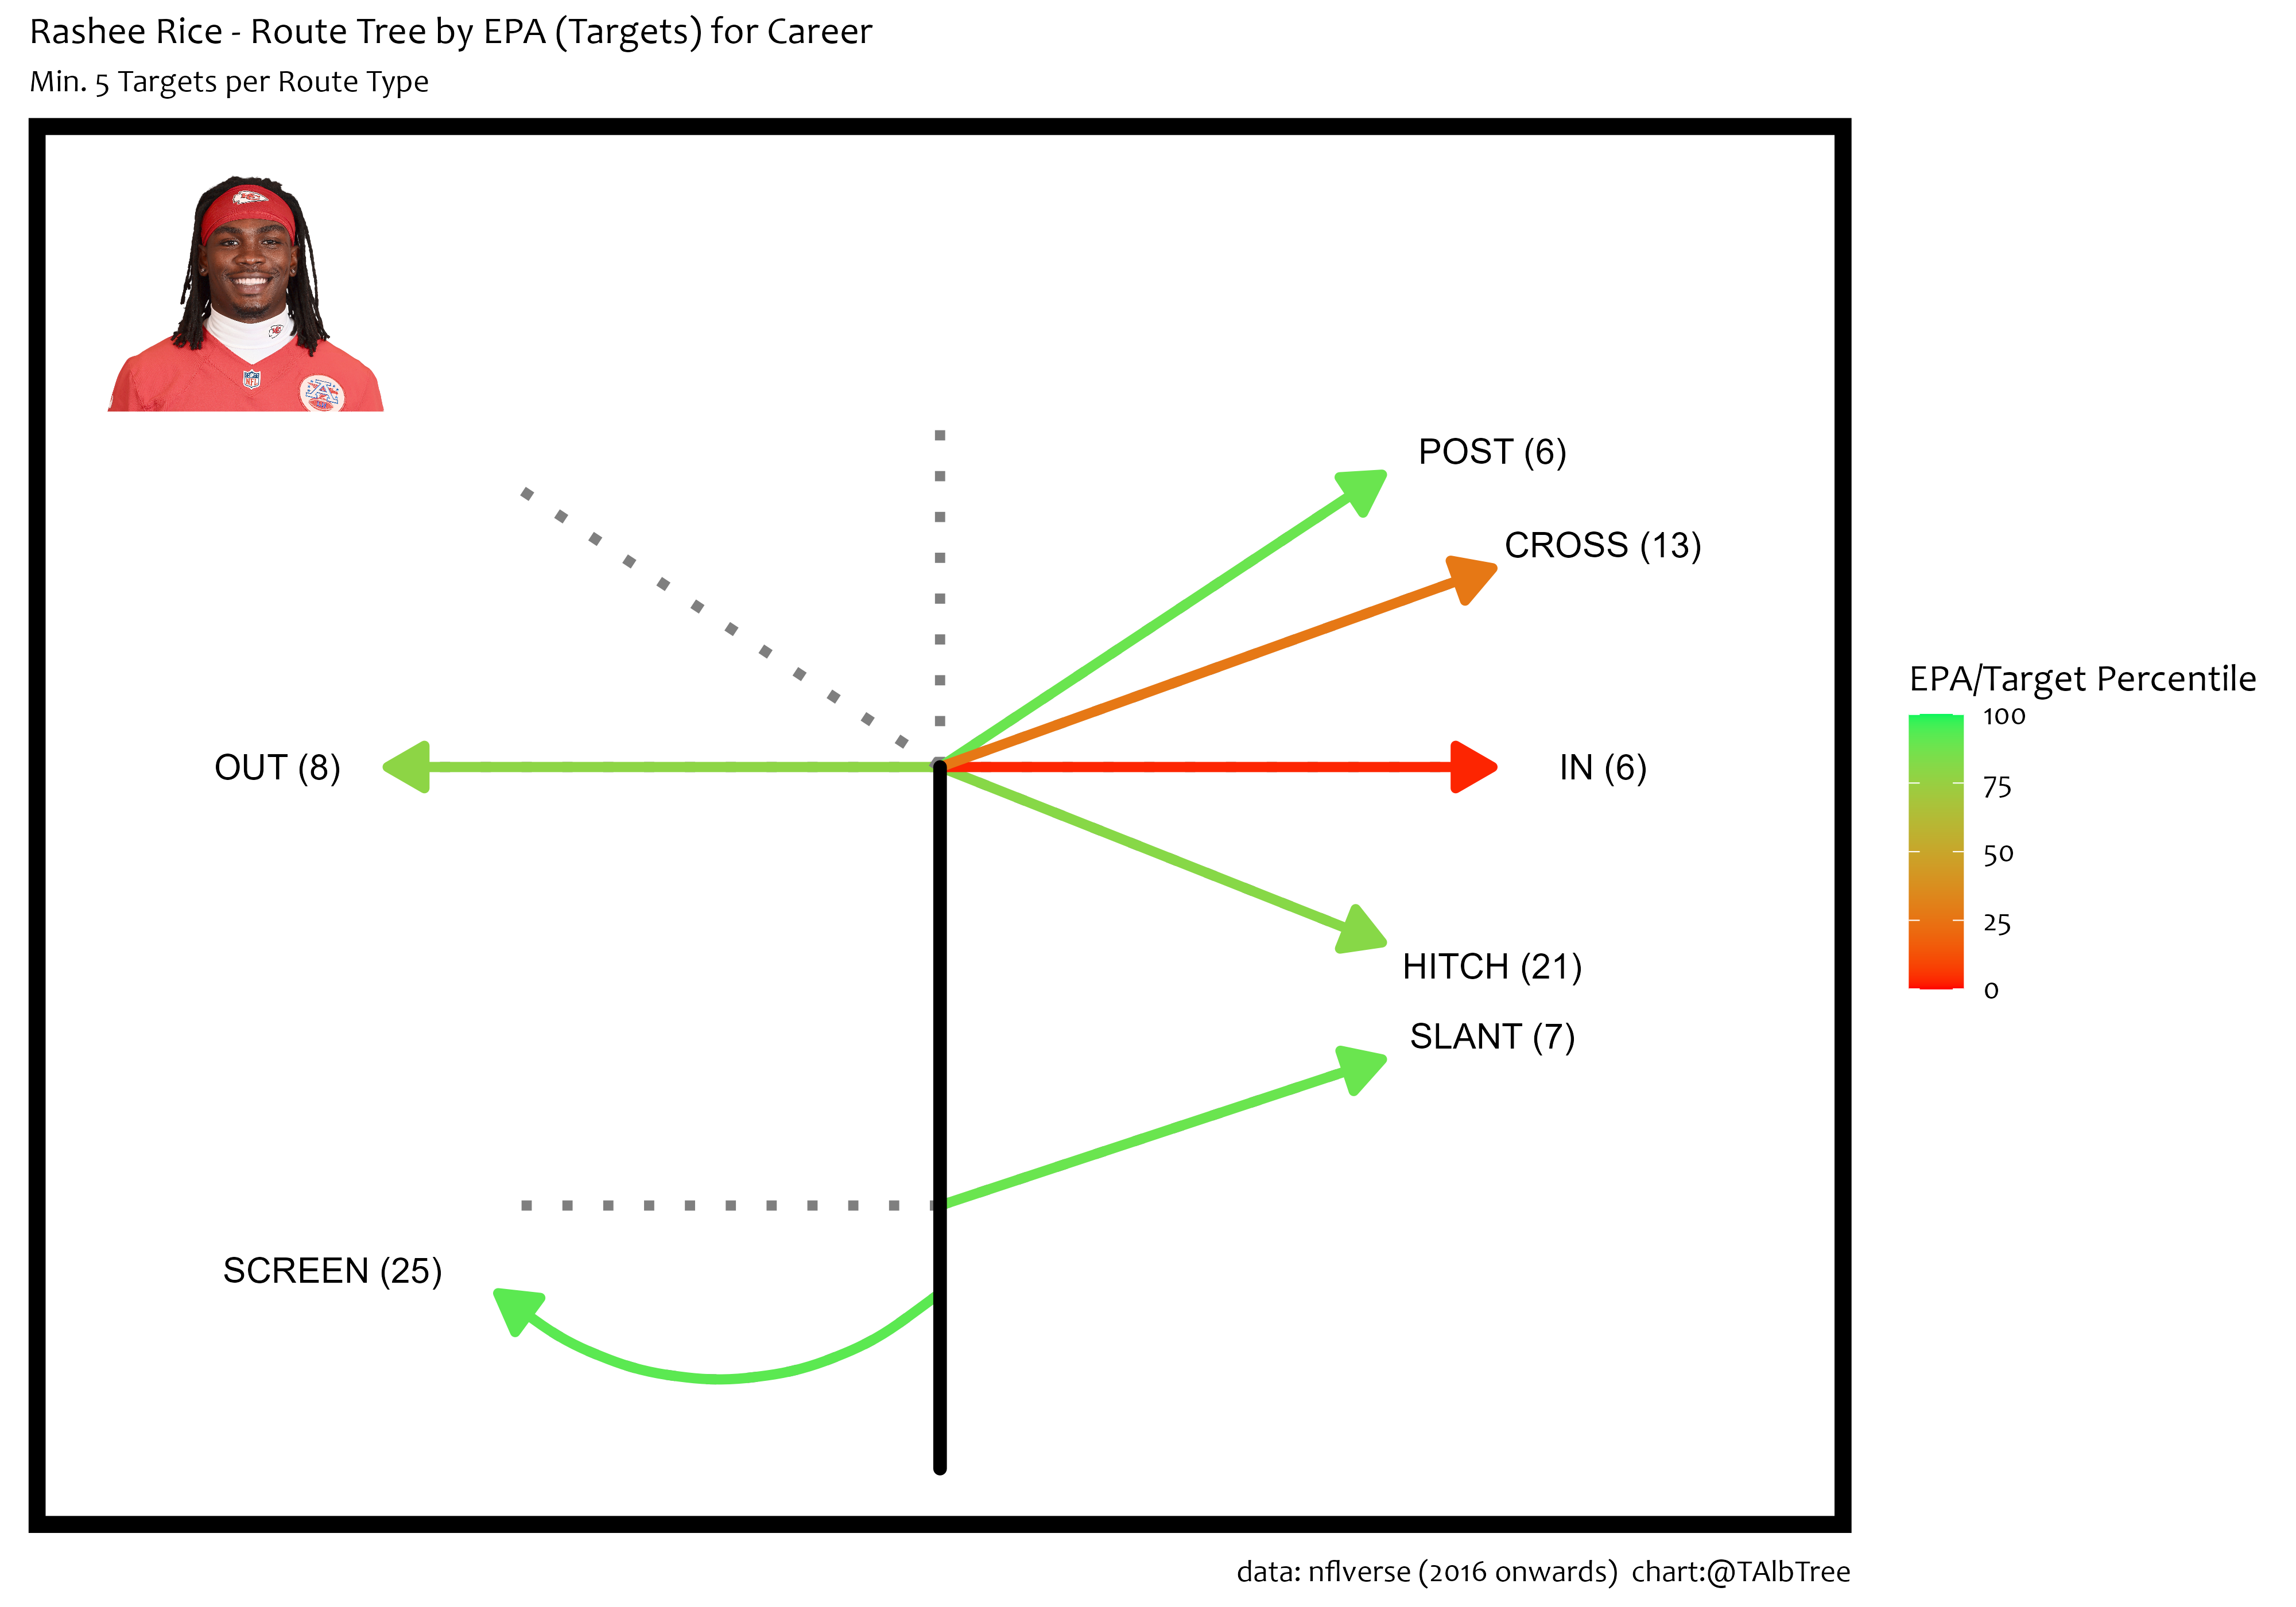 Rashee Rice - Route Tree by EPA (Targets) for Career
Min. 5 Targets per Route Type
POST (6)
CROSS (13)
OUT (8)
IN (6)
HITCH (21)
SLANT (7)
SCREEN (25)
EPA/Target Percentile
100
75
50
25
0
data: nflverse (2016 onwards) chart:@TAlbTree